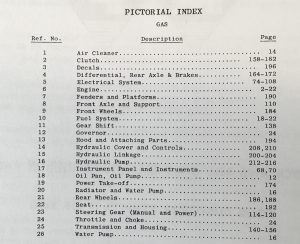 PICTORIAL INDEX
GAS
Ref. No. Description Page
1 Air Cleaner 14
2 Clutch 158-162
3 Decals 196
4 Differential, Rear Axle & Brakes 164-172
5 Electrical System 74-108
6 Engine 2-22
7 Fenders and Platforms 190
8 Front Axle and Support 110
9 Front Wheels 184
10 Fuel System 18-22
11 Gear Shift 138
12 Governor 24
13 Hood and Attaching Parts 194
14 Hydraulic Cover and Controls 208,210
15 Hydraulic Linkage 200-204
16 Hydraulic Pump 212-216
17 Instrument Panel and Instruments 68,70
18 Oil Pan, Oil Pump 12
19 Power Take-off 174
20 Radiator and Water Pump 16
21 Rear Wheels 186,188
22 Seat 192
23 Steering Gear (Manual and Power) 114-120
24 Throttle and Choke 24
25 Transmission and Housing 140-156
26 Water Pump 16